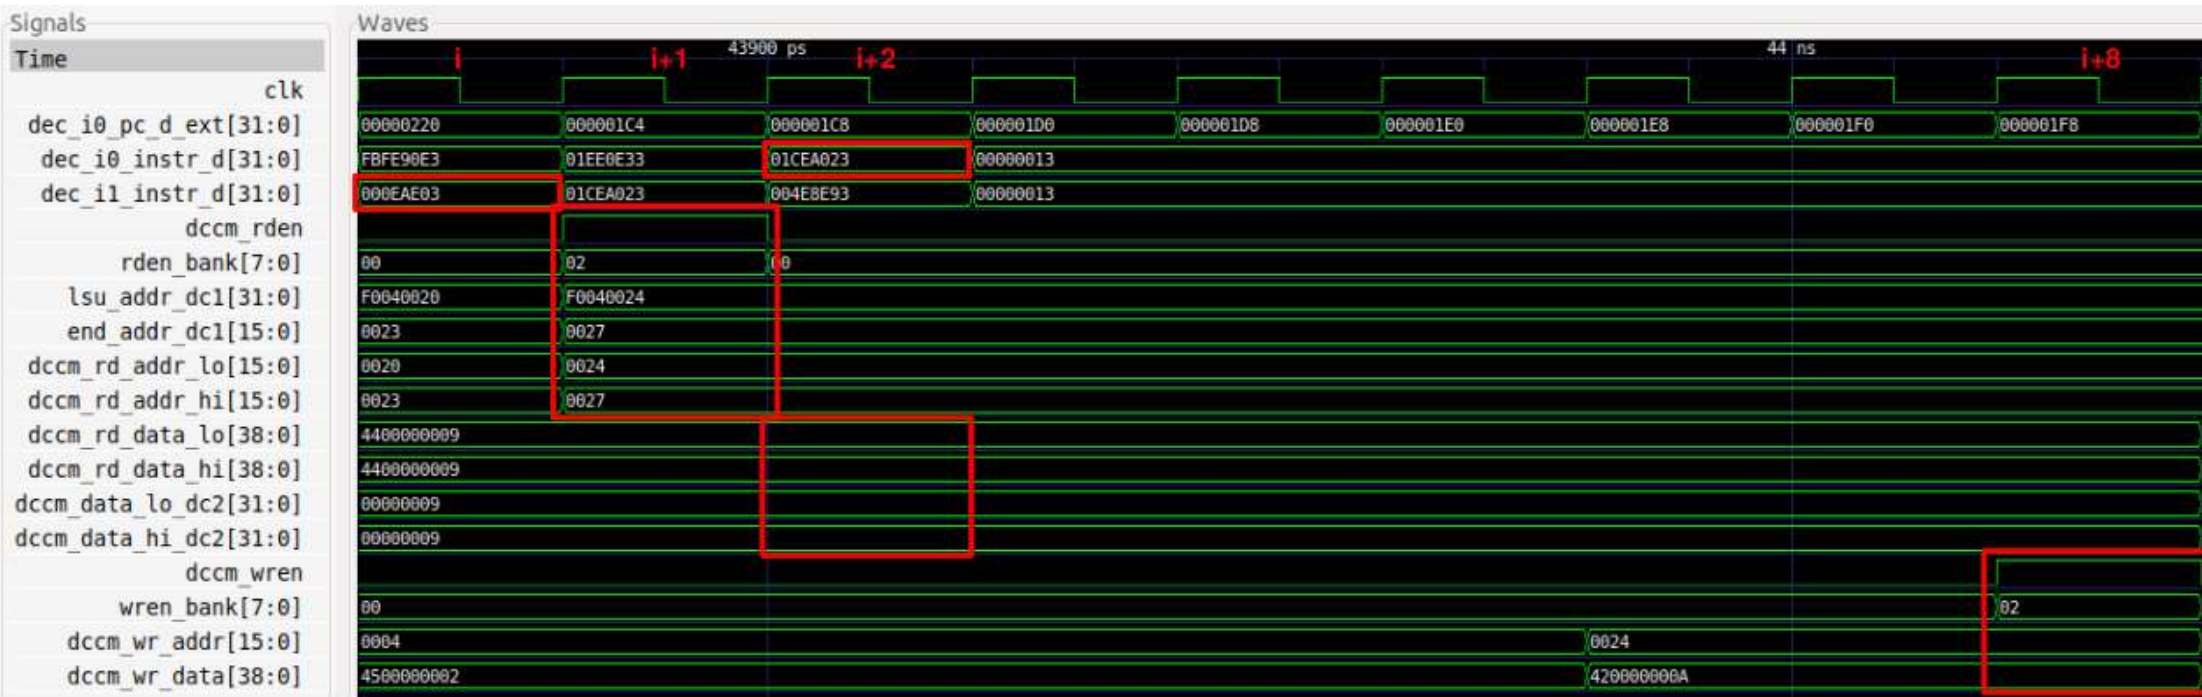 Signals Waves
Time i i+1 43900 ps i+2 44 ns i+8
clk
dec_i0_pc_d_ext[31:0] 00000220 000001C4 000001C8 000001D0 000001D8 000001E0 000001E8 000001F0 000001F8
dec_i0_instr_d[31:0] FBFE90E3 01EE0E33 01CEA023 00000013
dec_i1_instr_d[31:0] 000EAE03 01CEA023 004E8E93 00000013
dccm_rden
rden_bank[7:0] 00 02 00
lsu_addr_dc1[31:0] F0040020 F0040024
end_addr_dc1[15:0] 0023 0027
dccm_rd_addr_lo[15:0] 0020 0024
dccm_rd_addr_hi[15:0] 0023 0027
dccm_rd_data_lo[38:0] 4400000009
dccm_rd_data_hi[38:0] 4400000009
dccm_data_lo_dc2[31:0] 00000009
dccm_data_hi_dc2[31:0] 00000009
dccm_wren
wren_bank[7:0] 00 02
dccm_wr_addr[15:0] 0004 0024
dccm_wr_data[38:0] 4500000002 420000000A